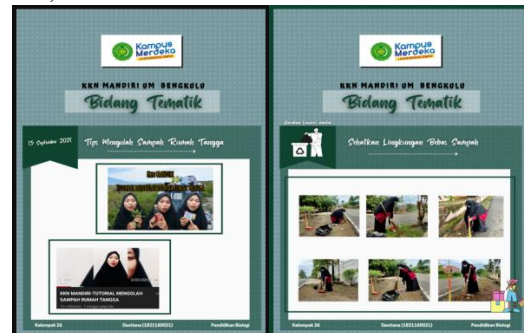 Kampus
Merdeka
KKN MANDIRI UM BENGKULU
Bidang Tematik
15 September 2021
Tips Mengolah Sampah Rumah Tangga
KKN MANDIRI-TUTORIAL MENGOLAH
SAMPAH RUMAH TANGGA
Kelompok 26
Pendidikan Biologi
Kampus
Merdeka
KKN MANDIRI UM BENGKULU
Bidang Tematik
Sehatkan Lingkungan Bebas Sampah
Kelompok 26
Pendidikan Biologi